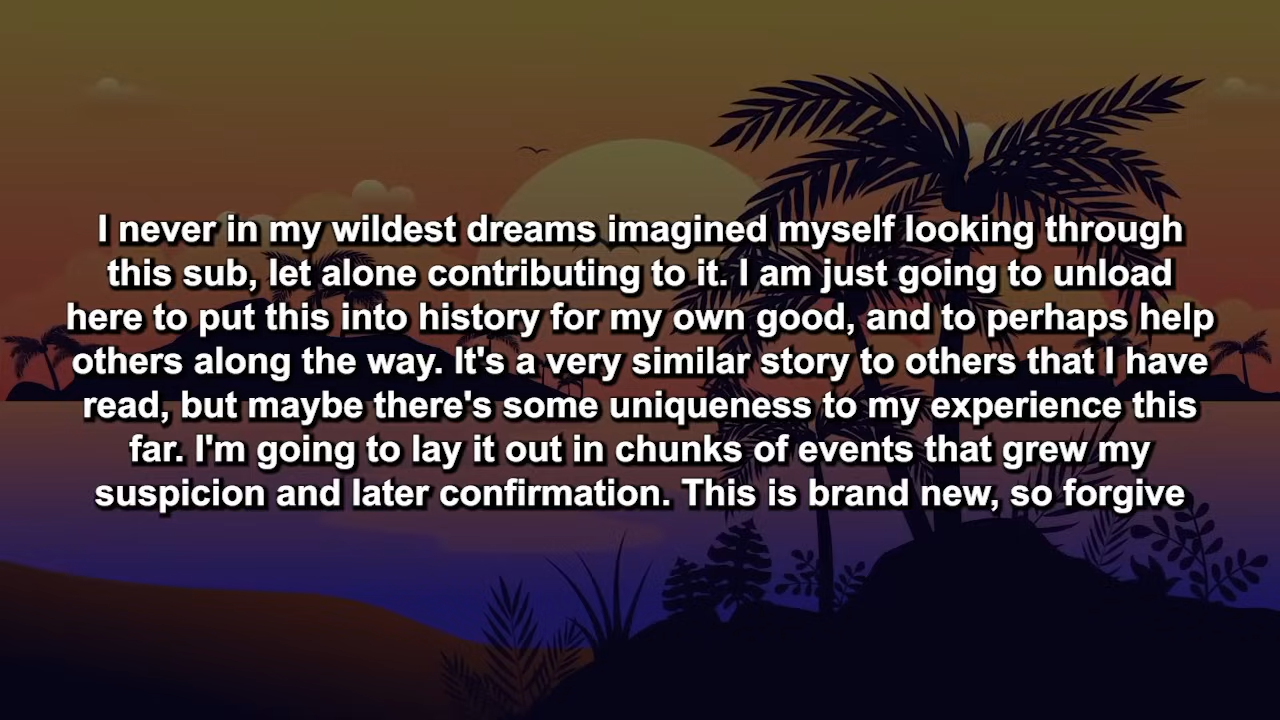 I never in my wildest dreams imagined myself looking through
this sub, let alone contributing to it. I am just going to unload
here to put this into history for my own good, and to perhaps help
others along the way. It's a very similar story to others that I have
read, but maybe there's some uniqueness to my experience this
far. I'm going to lay it out in chunks of events that grew my
suspicion and later confirmation. This is brand new, so forgive